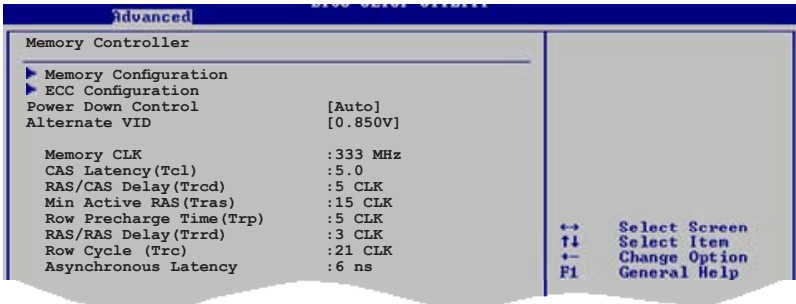 Advanced
Memory Controller
Memory Configuration
ECC Configuration
Power Down Control [Auto]
Alternate VID [0.850V]
Memory CLK :333 MHz
CAS Latency(Tcl) :5.0
RAS/CAS Delay(Trcd) :5 CLK
Min Active RAS(Tras) :15 CLK
Row Precharge Time(Trp) :5 CLK
RAS/RAS Delay(Trrd) :3 CLK
Row Cycle (Trc) :21 CLK
Asynchronous Latency :6 ns
↔ Select Screen
↑↓ Select Item
+- Change Option
F1 General Help